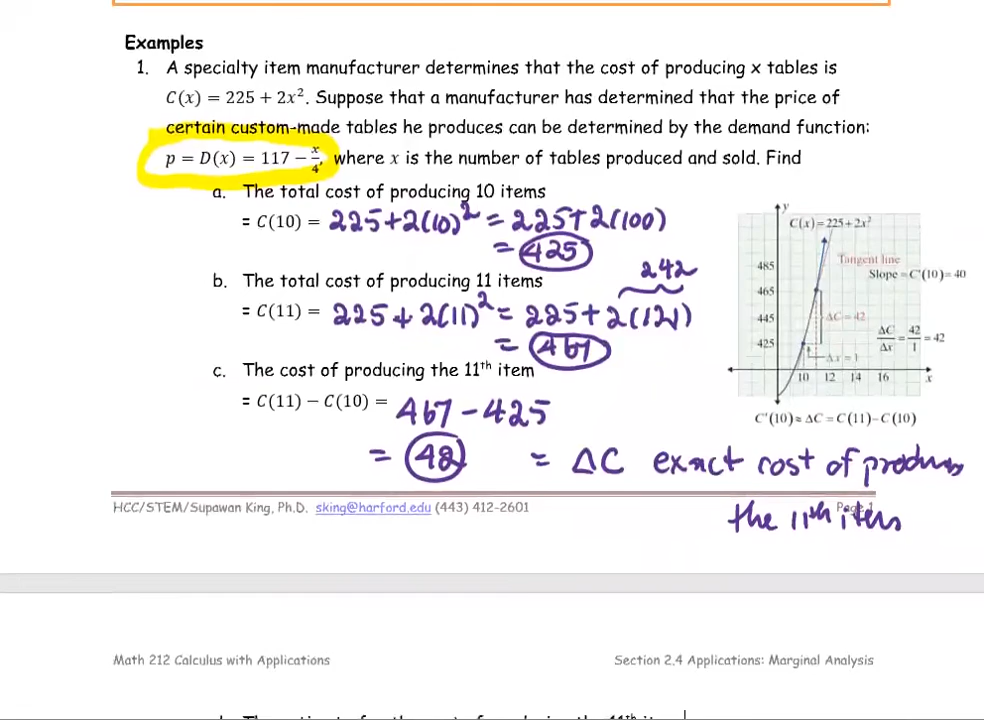 Examples
1. A specialty item manufacturer determines that the cost of producing x tables is
C(x) = 225 + 2x². Suppose that a manufacturer has determined that the price of
certain custom-made tables he produces can be determined by the demand function:
p = D(x) = 117 − x/4, where x is the number of tables produced and sold. Find
a. The total cost of producing 10 items
= C(10) = 225+2(10)² = 225+2(100)
= 425
b. The total cost of producing 11 items
242
= C(11) = 225+2(11)² = 225+2(121)
= 467
c. The cost of producing the 11th item
= C(11) − C(10) = 467-425
= 42 = ΔC exact cost of
the 11th item
y
C(x)=225+2x²
Tangent line
Slope = C'(10)= 40
485
465
445
425
ΔC = 42
ΔC/Δx = 42/1 = 42
Δx = 1
10 12 14 16 x
C'(10) ≈ ΔC = C(11)−C(10)
HCC/STEM/Supawan King, Ph.D. sking@harford.edu (443) 412-2601
Page 1
Math 212 Calculus with Applications
Section 2.4 Applications: Marginal Analysis